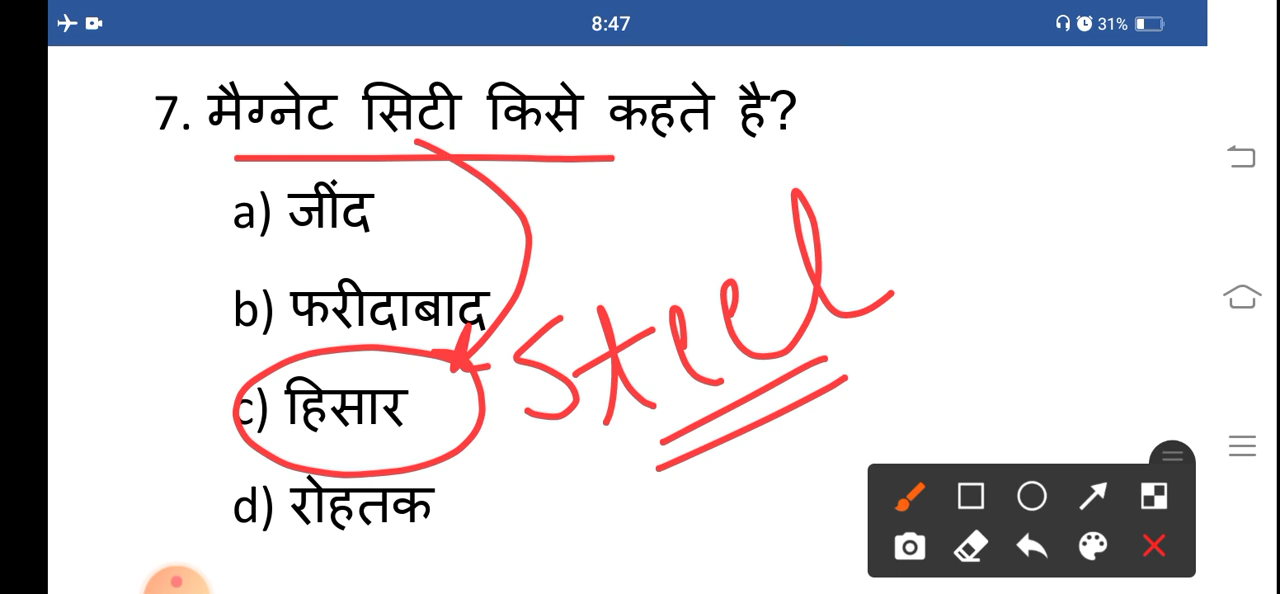 8:47
31%
7. मैग्नेट सिटी किसे कहते है?
a) जींद
b) फरीदाबाद
c) हिसार
Steel
d) रोहतक